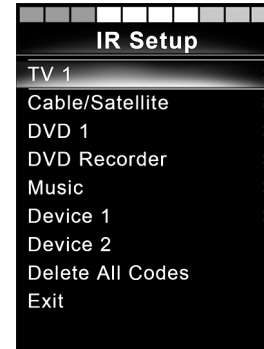 IR Setup
TV 1
Cable/Satellite
DVD 1
DVD Recorder
Music
Device 1
Device 2
Delete All Codes
Exit